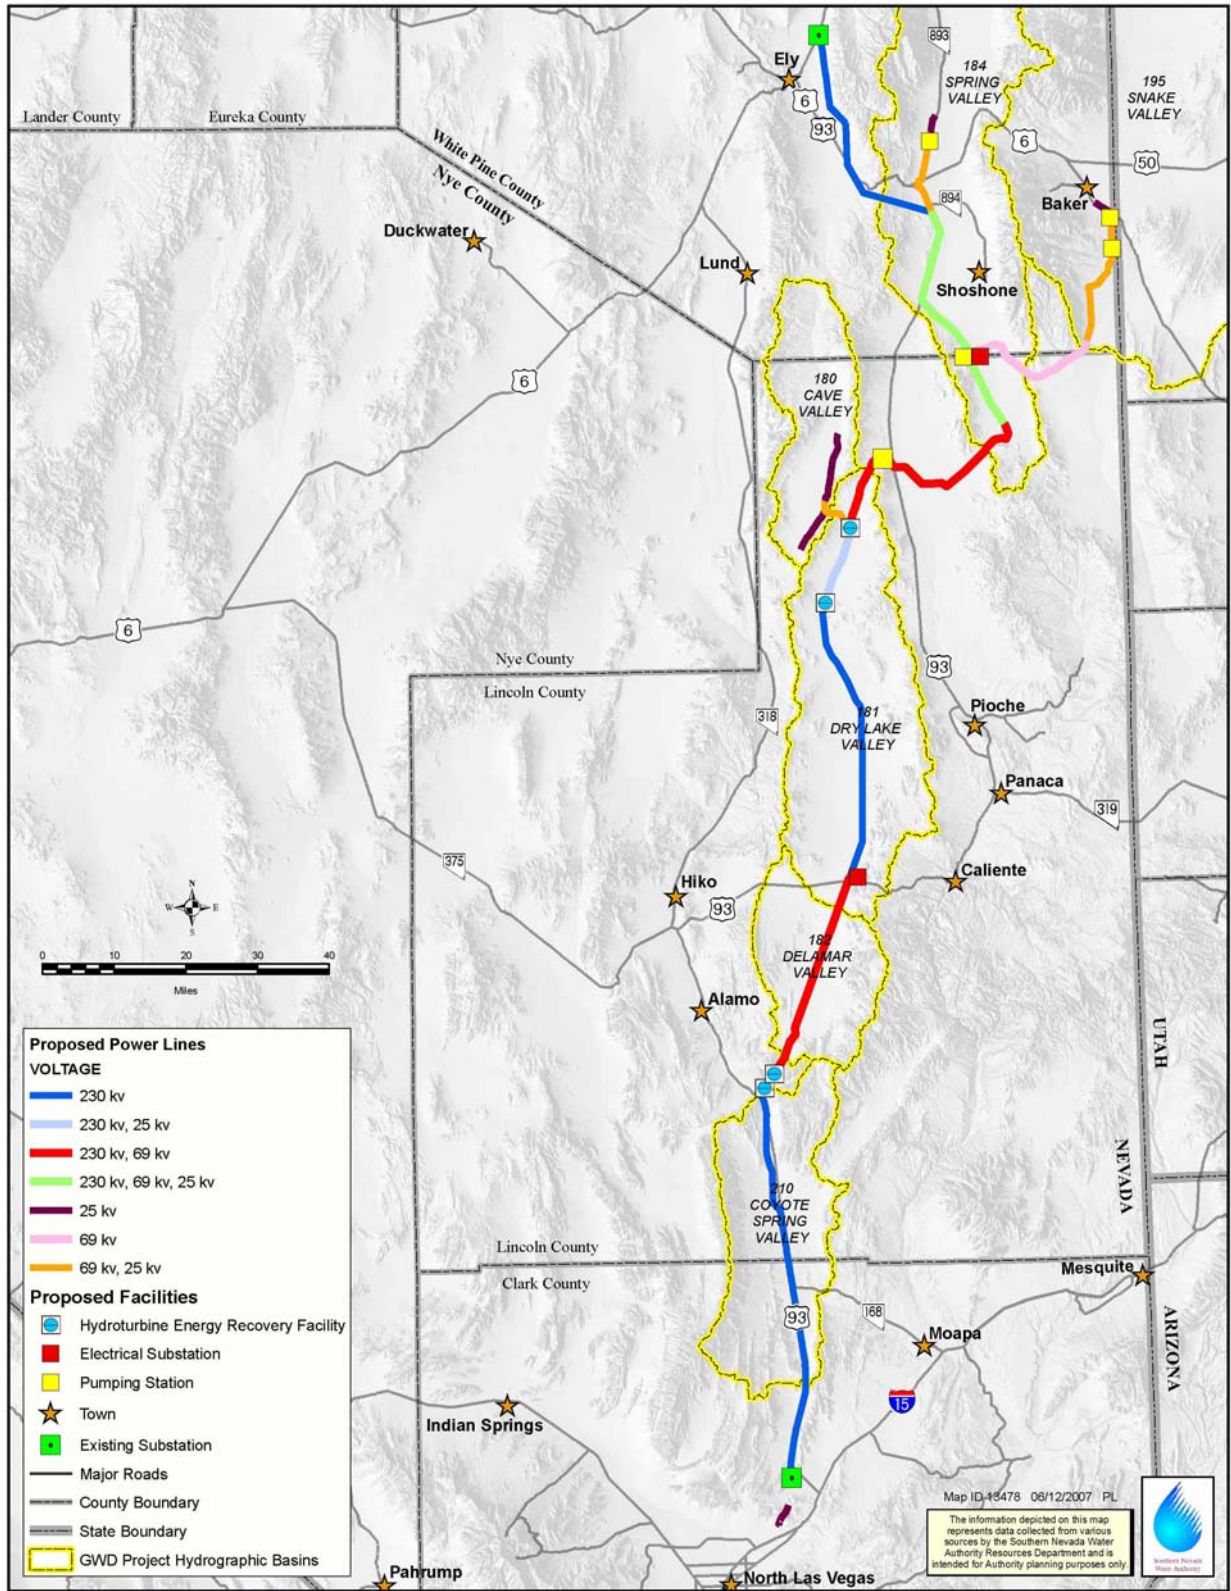 893
Ely
184
SPRING
VALLEY
195
SNAKE
VALLEY
6
93
Lander County
Eureka County
White Pine County
Nye County
6
50
894
Baker
Duckwater
Lund
Shoshone
6
180
CAVE
VALLEY
6
Nye County
Lincoln County
93
318
181
DRY LAKE
VALLEY
Pioche
Panaca
319
375
Hiko
93
Caliente
N
W
E
S
182
DELAMAR
VALLEY
0
10
20
30
40
Miles
Alamo
UTAH
NEVADA
ARIZONA
210
COYOTE
SPRING
VALLEY
Lincoln County
Clark County
Mesquite
93
168
Moapa
15
Indian Springs
Pahrump
North Las Vegas
Proposed Power Lines
VOLTAGE
230 kv
230 kv, 25 kv
230 kv, 69 kv
230 kv, 69 kv, 25 kv
25 kv
69 kv
69 kv, 25 kv
Proposed Facilities
Hydroturbine Energy Recovery Facility
Electrical Substation
Pumping Station
Town
Existing Substation
Major Roads
County Boundary
State Boundary
GWD Project Hydrographic Basins
Map ID 13478 06/12/2007 PL
The information depicted on this map
represents data collected from various
sources by the Southern Nevada Water
Authority Resources Department and is
intended for Authority planning purposes only.
Southern Nevada
Water Authority